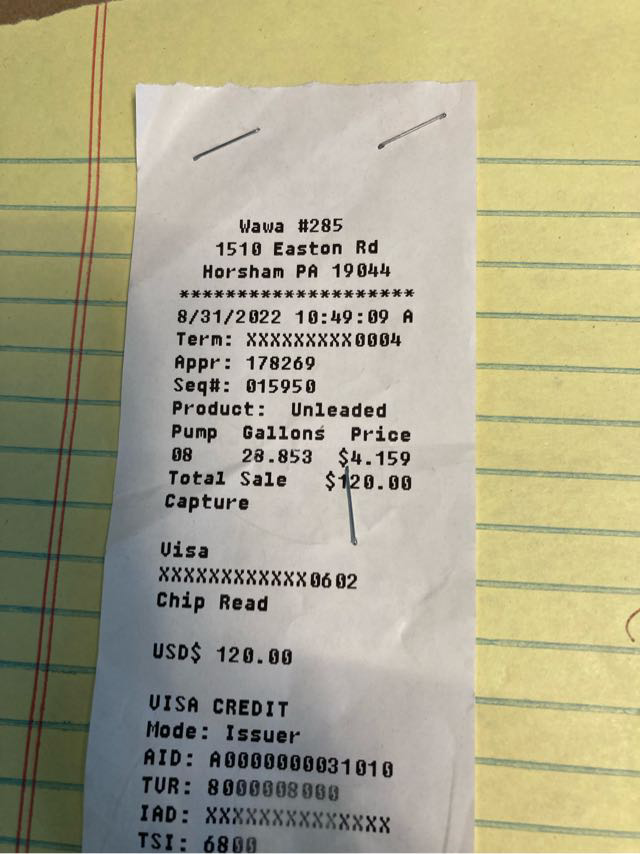 Wawa #285
1510 Easton Rd
Horsham PA 19044
********************
8/31/2022 10:49:09 A
Term: XXXXXXXXX0004
Appr: 178269
Seq#: 015950
Product: Unleaded
Pump Gallons Price
08 28.853 $4.159
Total Sale $120.00
Capture
Visa
XXXXXXXXXXXX0602
Chip Read
USD$ 120.00
VISA CREDIT
Mode: Issuer
AID: A0000000031010
TVR: 8000008000
IAD: XXXXXXXXXXXXXX
TSI: 6800